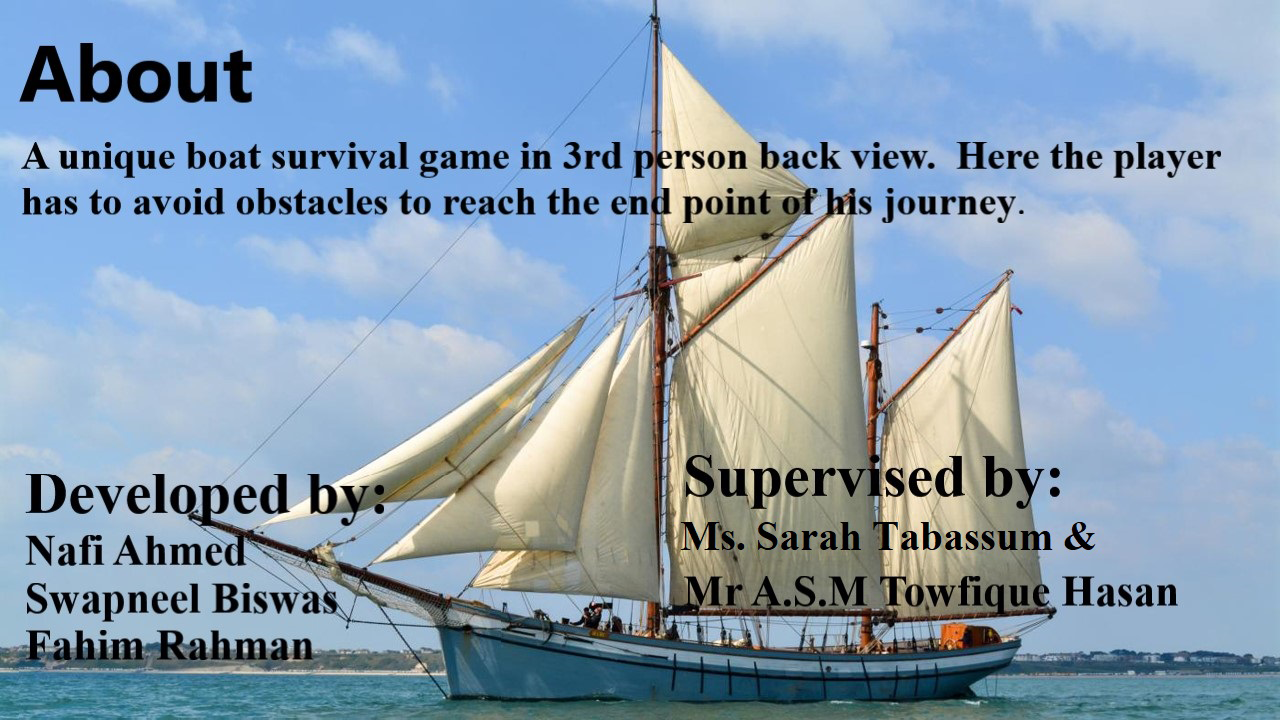 About
A unique boat survival game in 3rd person back view.  Here the player
has to avoid obstacles to reach the end point of his journey.
Developed by:
Nafi Ahmed
Swapneel Biswas
Fahim Rahman
Supervised by:
Ms. Sarah Tabassum &
Mr A.S.M Towfique Hasan